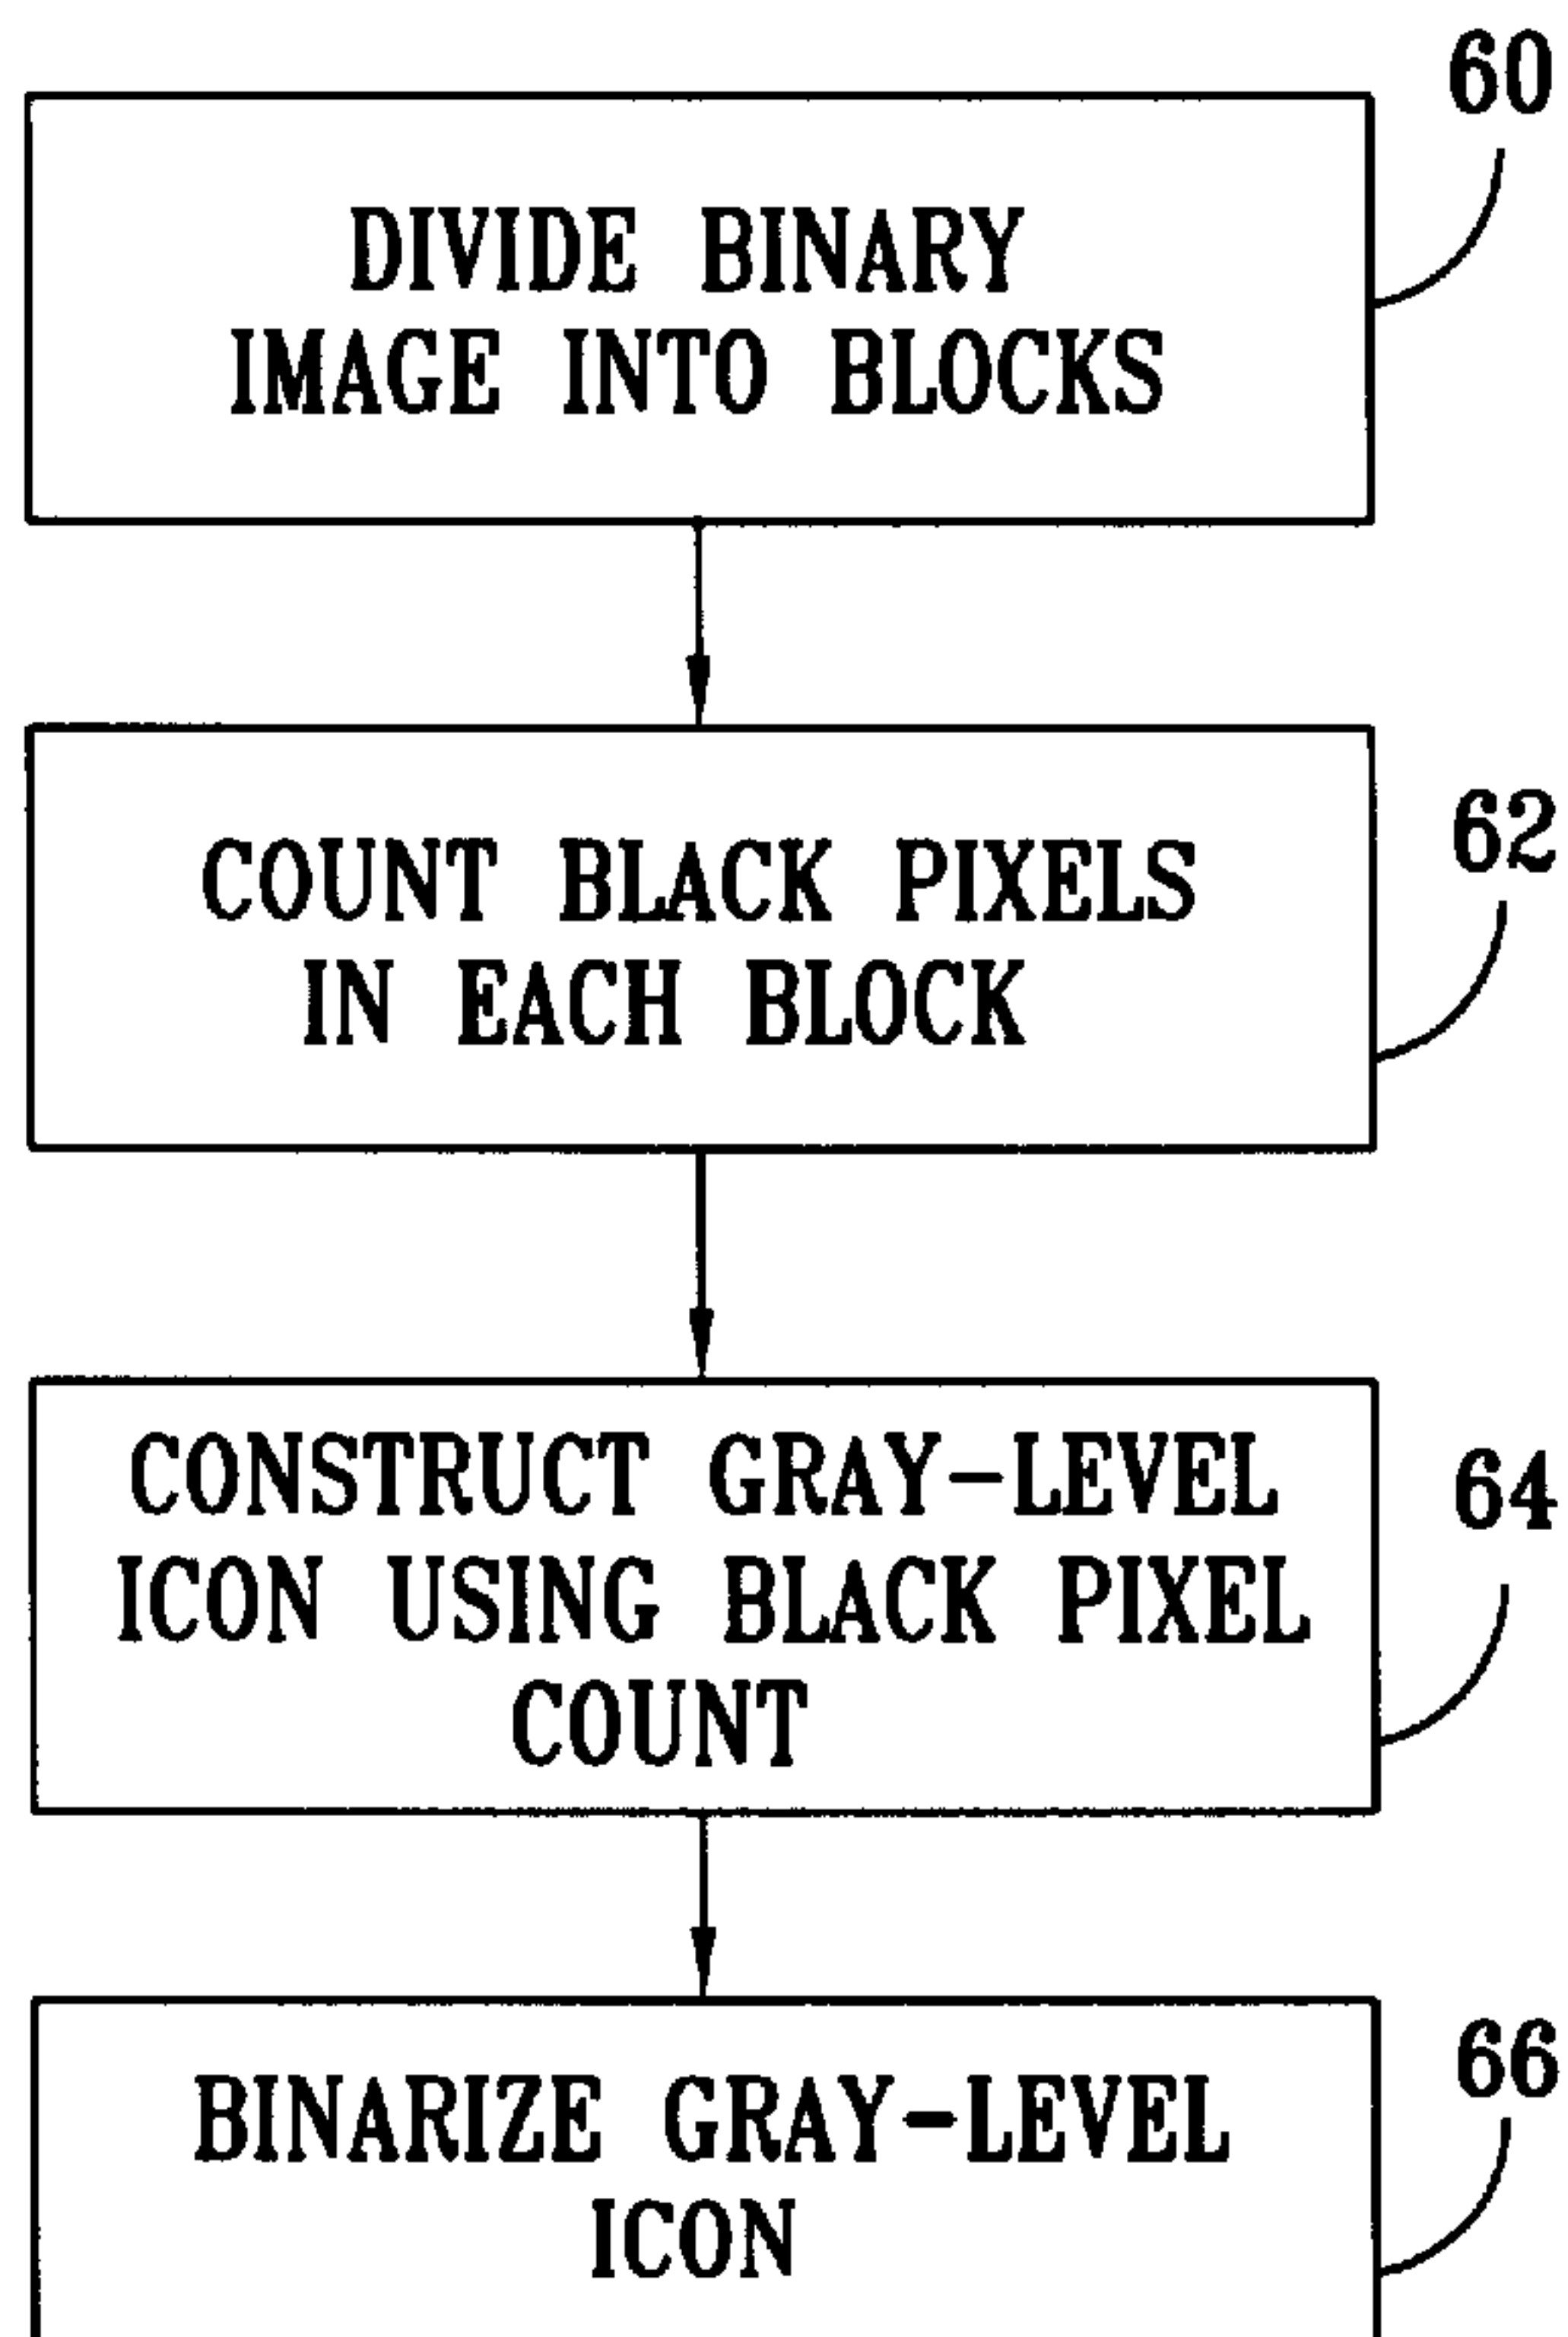 60
DIVIDE BINARY
IMAGE INTO BLOCKS
62
COUNT BLACK PIXELS
IN EACH BLOCK
64
CONSTRUCT GRAY-LEVEL
ICON USING BLACK PIXEL
COUNT
66
BINARIZE GRAY-LEVEL
ICON